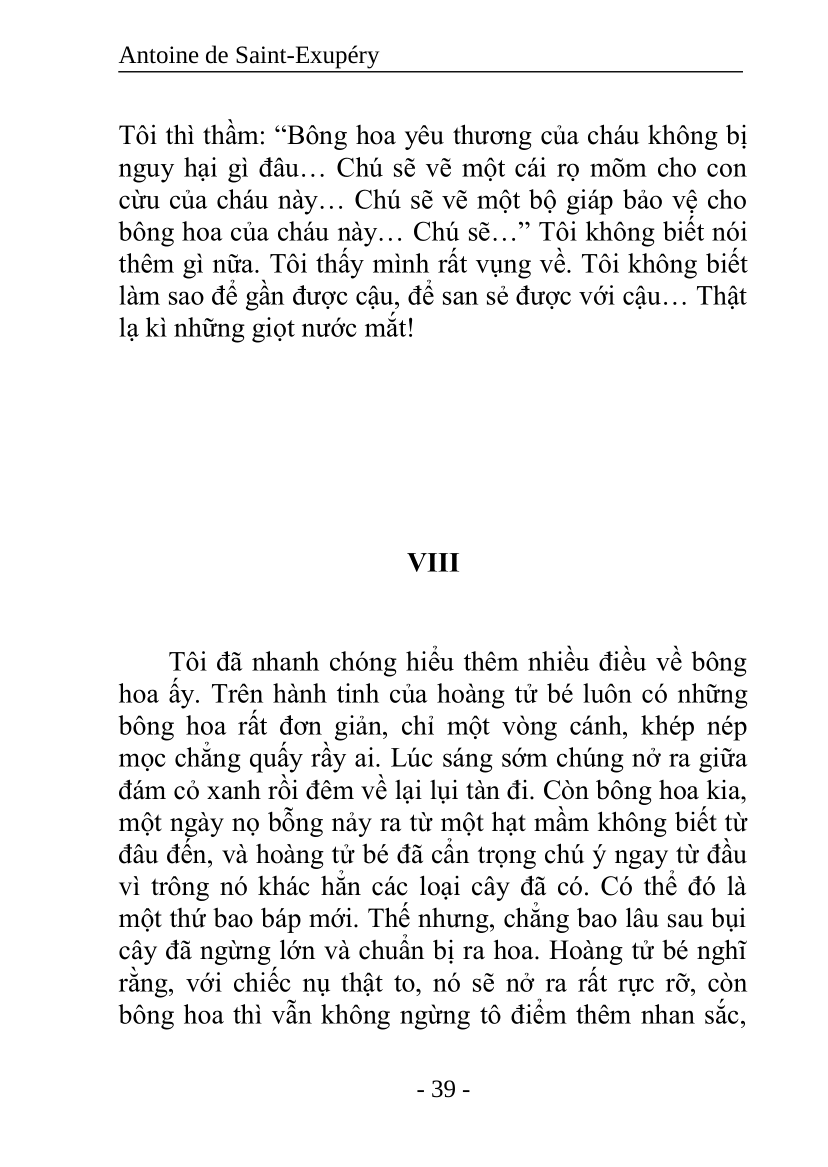 Antoine de Saint-Exupéry
Tôi thì thầm: “Bông hoa yêu thương của cháu không bị
nguy hại gì đâu… Chú sẽ vẽ một cái rọ mõm cho con
cừu của cháu này… Chú sẽ vẽ một bộ giáp bảo vệ cho
bông hoa của cháu này… Chú sẽ…” Tôi không biết nói
thêm gì nữa. Tôi thấy mình rất vụng về. Tôi không biết
làm sao để gần được cậu, để san sẻ được với cậu… Thật
lạ kì những giọt nước mắt!
VIII
Tôi đã nhanh chóng hiểu thêm nhiều điều về bông
hoa ấy. Trên hành tinh của hoàng tử bé luôn có những
bông hoa rất đơn giản, chỉ một vòng cánh, khép nép
mọc chẳng quấy rầy ai. Lúc sáng sớm chúng nở ra giữa
đám cỏ xanh rồi đêm về lại lụi tàn đi. Còn bông hoa kia,
một ngày nọ bỗng nảy ra từ một hạt mầm không biết từ
đâu đến, và hoàng tử bé đã cẩn trọng chú ý ngay từ đầu
vì trông nó khác hẳn các loại cây đã có. Có thể đó là
một thứ bao báp mới. Thế nhưng, chẳng bao lâu sau bụi
cây đã ngừng lớn và chuẩn bị ra hoa. Hoàng tử bé nghĩ
rằng, với chiếc nụ thật to, nó sẽ nở ra rất rực rỡ, còn
bông hoa thì vẫn không ngừng tô điểm thêm nhan sắc,
- 39 -